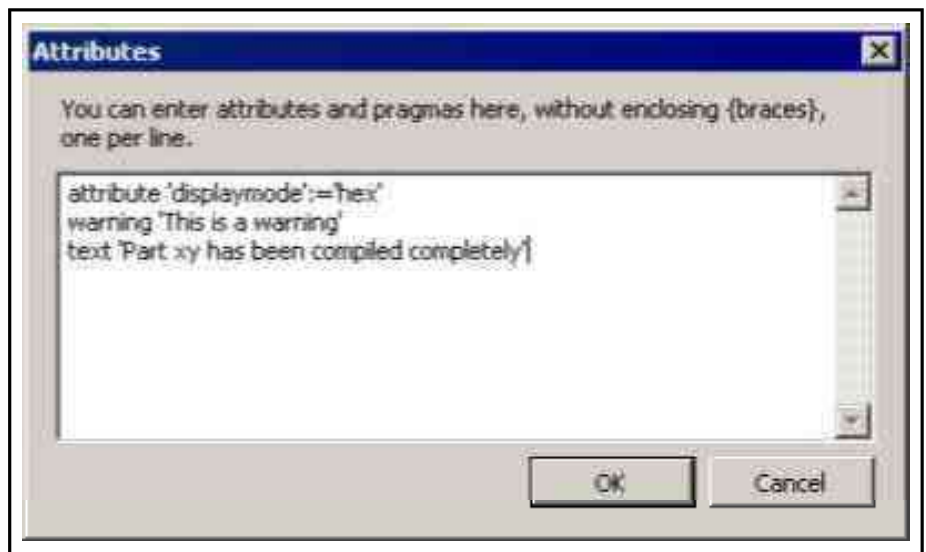 Attributes
You can enter attributes and pragmas here, without enclosing {braces},
one per line.
attribute 'displaymode':='hex'
warning 'This is a warning'
text 'Part xy has been compiled completely'
OK
Cancel